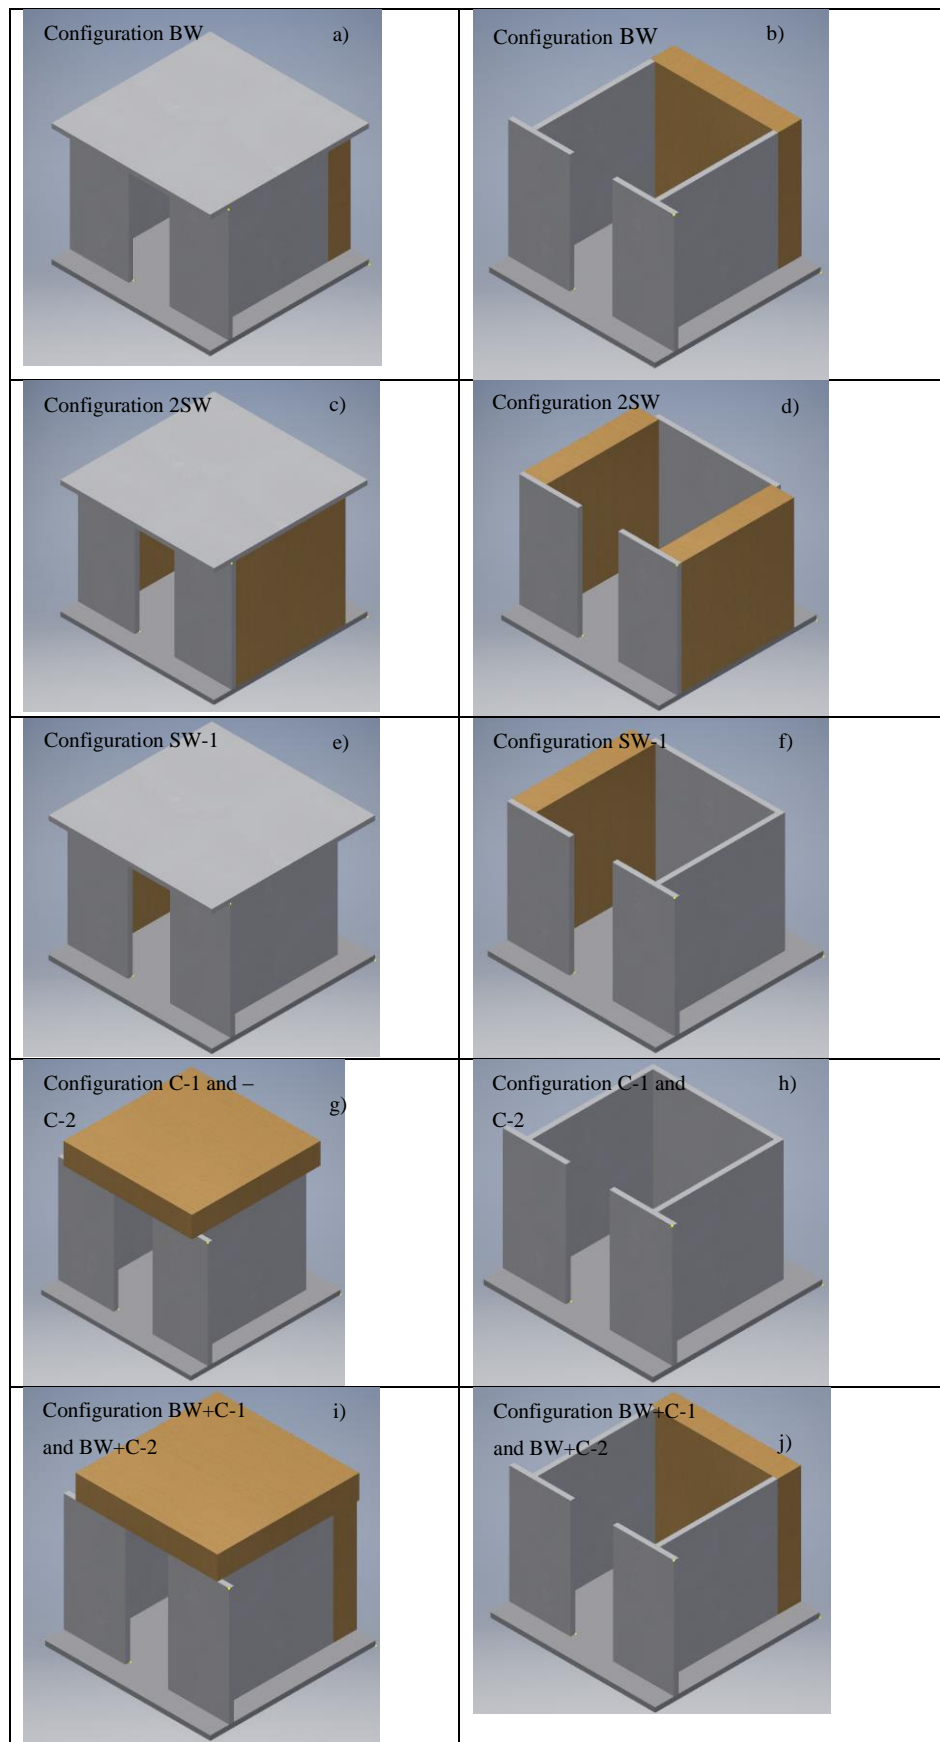 Configuration BW a)
Configuration BW b)
Configuration 2SW c)
Configuration 2SW d)
Configuration SW-1 e)
Configuration SW-1 f)
Configuration C-1 and –
C-2 g)
Configuration C-1 and h)
C-2
Configuration BW+C-1 i)
and BW+C-2
Configuration BW+C-1
and BW+C-2 j)